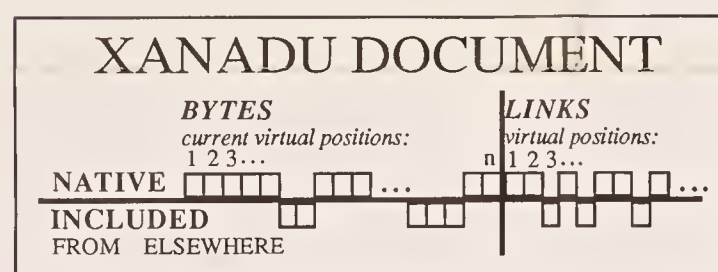 XANADU DOCUMENT
BYTES
current virtual positions:
1 2 3...
n
LINKS
virtual positions:
1 2 3...
NATIVE
...
...
INCLUDED
FROM ELSEWHERE